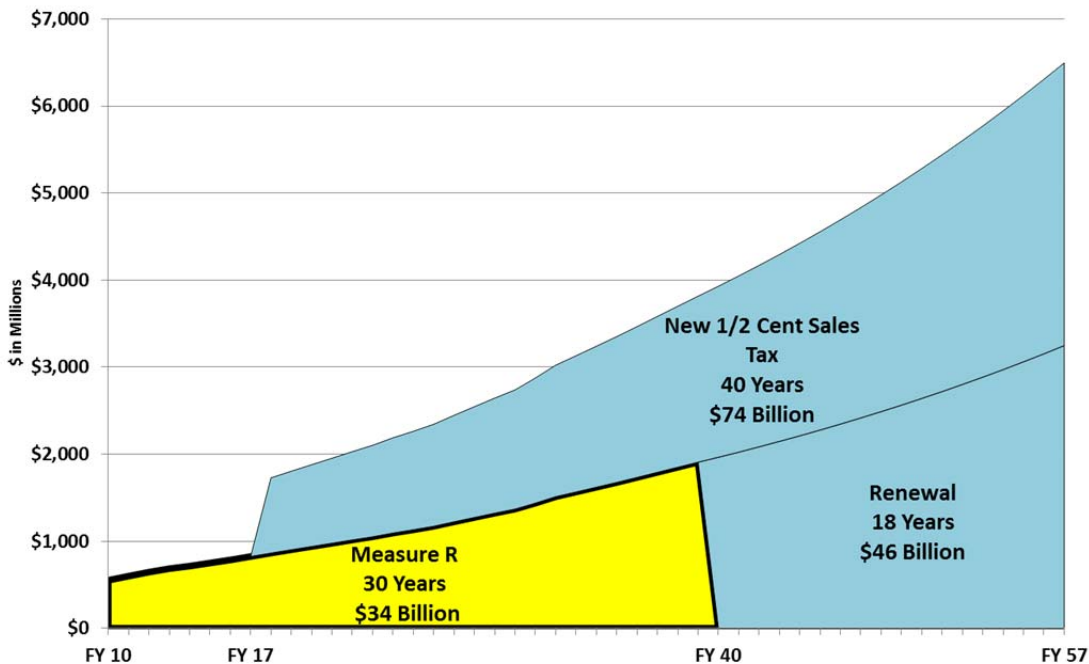 $7,000
$6,000
$5,000
$4,000
$3,000
$2,000
$1,000
$0
$ in Millions
New 1/2 Cent Sales
Tax
40 Years
$74 Billion
Renewal
18 Years
$46 Billion
Measure R
30 Years
$34 Billion
FY 10
FY 17
FY 40
FY 57